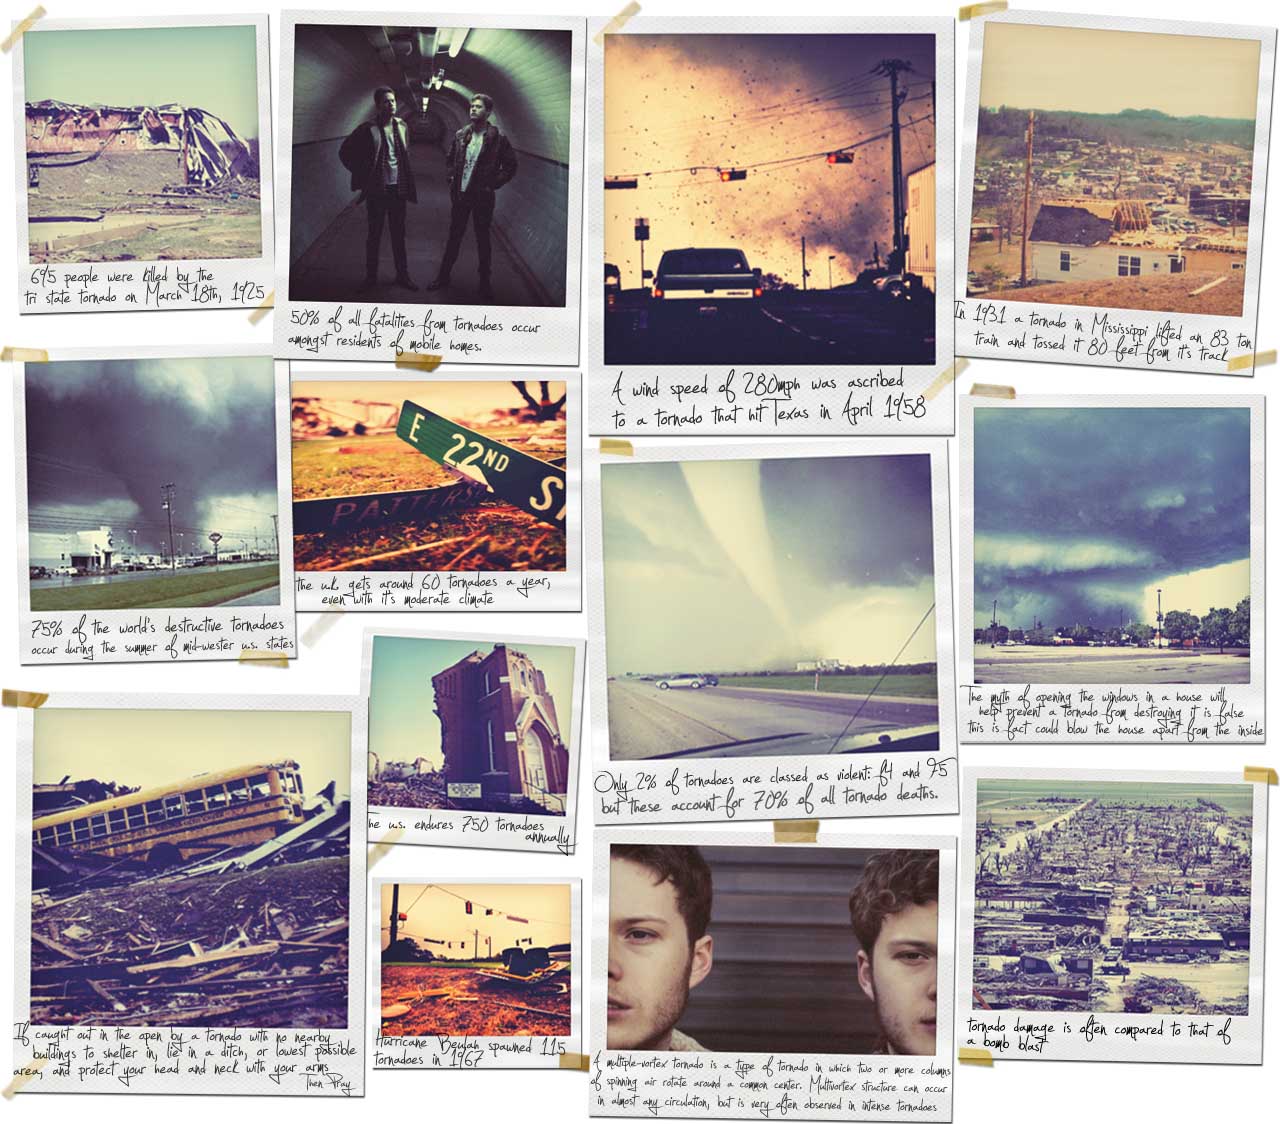 695 people were killed by the
tri state tornado on March 18th, 1925
50% of all fatalities from tornadoes occur
amongst residents of mobile homes.
A wind speed of 280mph was ascribed
to a tornado that hit Texas in April 1958
In 1931 a tornado in Mississippi lifted an 83 ton
train and tossed it 80 feet from it's track
75% of the world's destructive tornadoes
occur during the summer of mid-wester u.s. states
E 22ND S
PATTERS
the u.k. gets around 60 tornadoes a year,
even with it's moderate climate
Only 2% of tornadoes are classed as violent: f4 and F5
but these account for 70% of all tornado deaths.
The myth of opening the windows in a house will
help prevent a tornado from destroying it is false
this is fact could blow the house apart from the inside
The u.s. endures 750 tornadoes
annually
If caught out in the open by a tornado with no nearby
buildings to shelter in, lie in a ditch, or lowest possible
area, and protect your head and neck with your arms
Then Pray
Hurricane Beulah spawned 115
tornadoes in 1967
A multiple-vortex tornado is a type of tornado in which two or more columns
of spinning air rotate around a common center. Multivortex structure can occur
in almost any circulation, but is very often observed in intense tornadoes
tornado damage is often compared to that of
a bomb blast